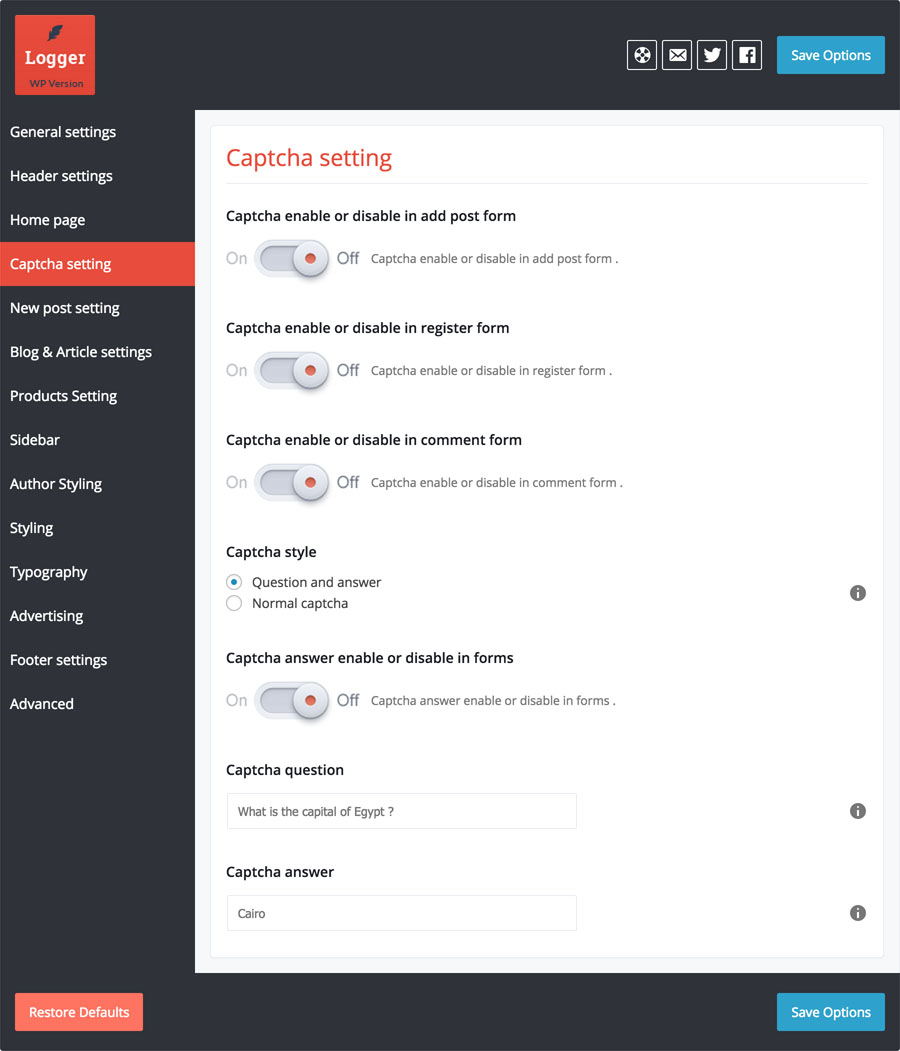 Logger
WP Version
Save Options
General settings
Header settings
Home page
Captcha setting
New post setting
Blog & Article settings
Products Setting
Sidebar
Author Styling
Styling
Typography
Advertising
Footer settings
Advanced
Captcha setting
Captcha enable or disable in add post form
On Off Captcha enable or disable in add post form .
Captcha enable or disable in register form
On Off Captcha enable or disable in register form .
Captcha enable or disable in comment form
On Off Captcha enable or disable in comment form .
Captcha style
Question and answer
Normal captcha
Captcha answer enable or disable in forms
On Off Captcha answer enable or disable in forms .
Captcha question
What is the capital of Egypt ?
Captcha answer
Cairo
Restore Defaults
Save Options